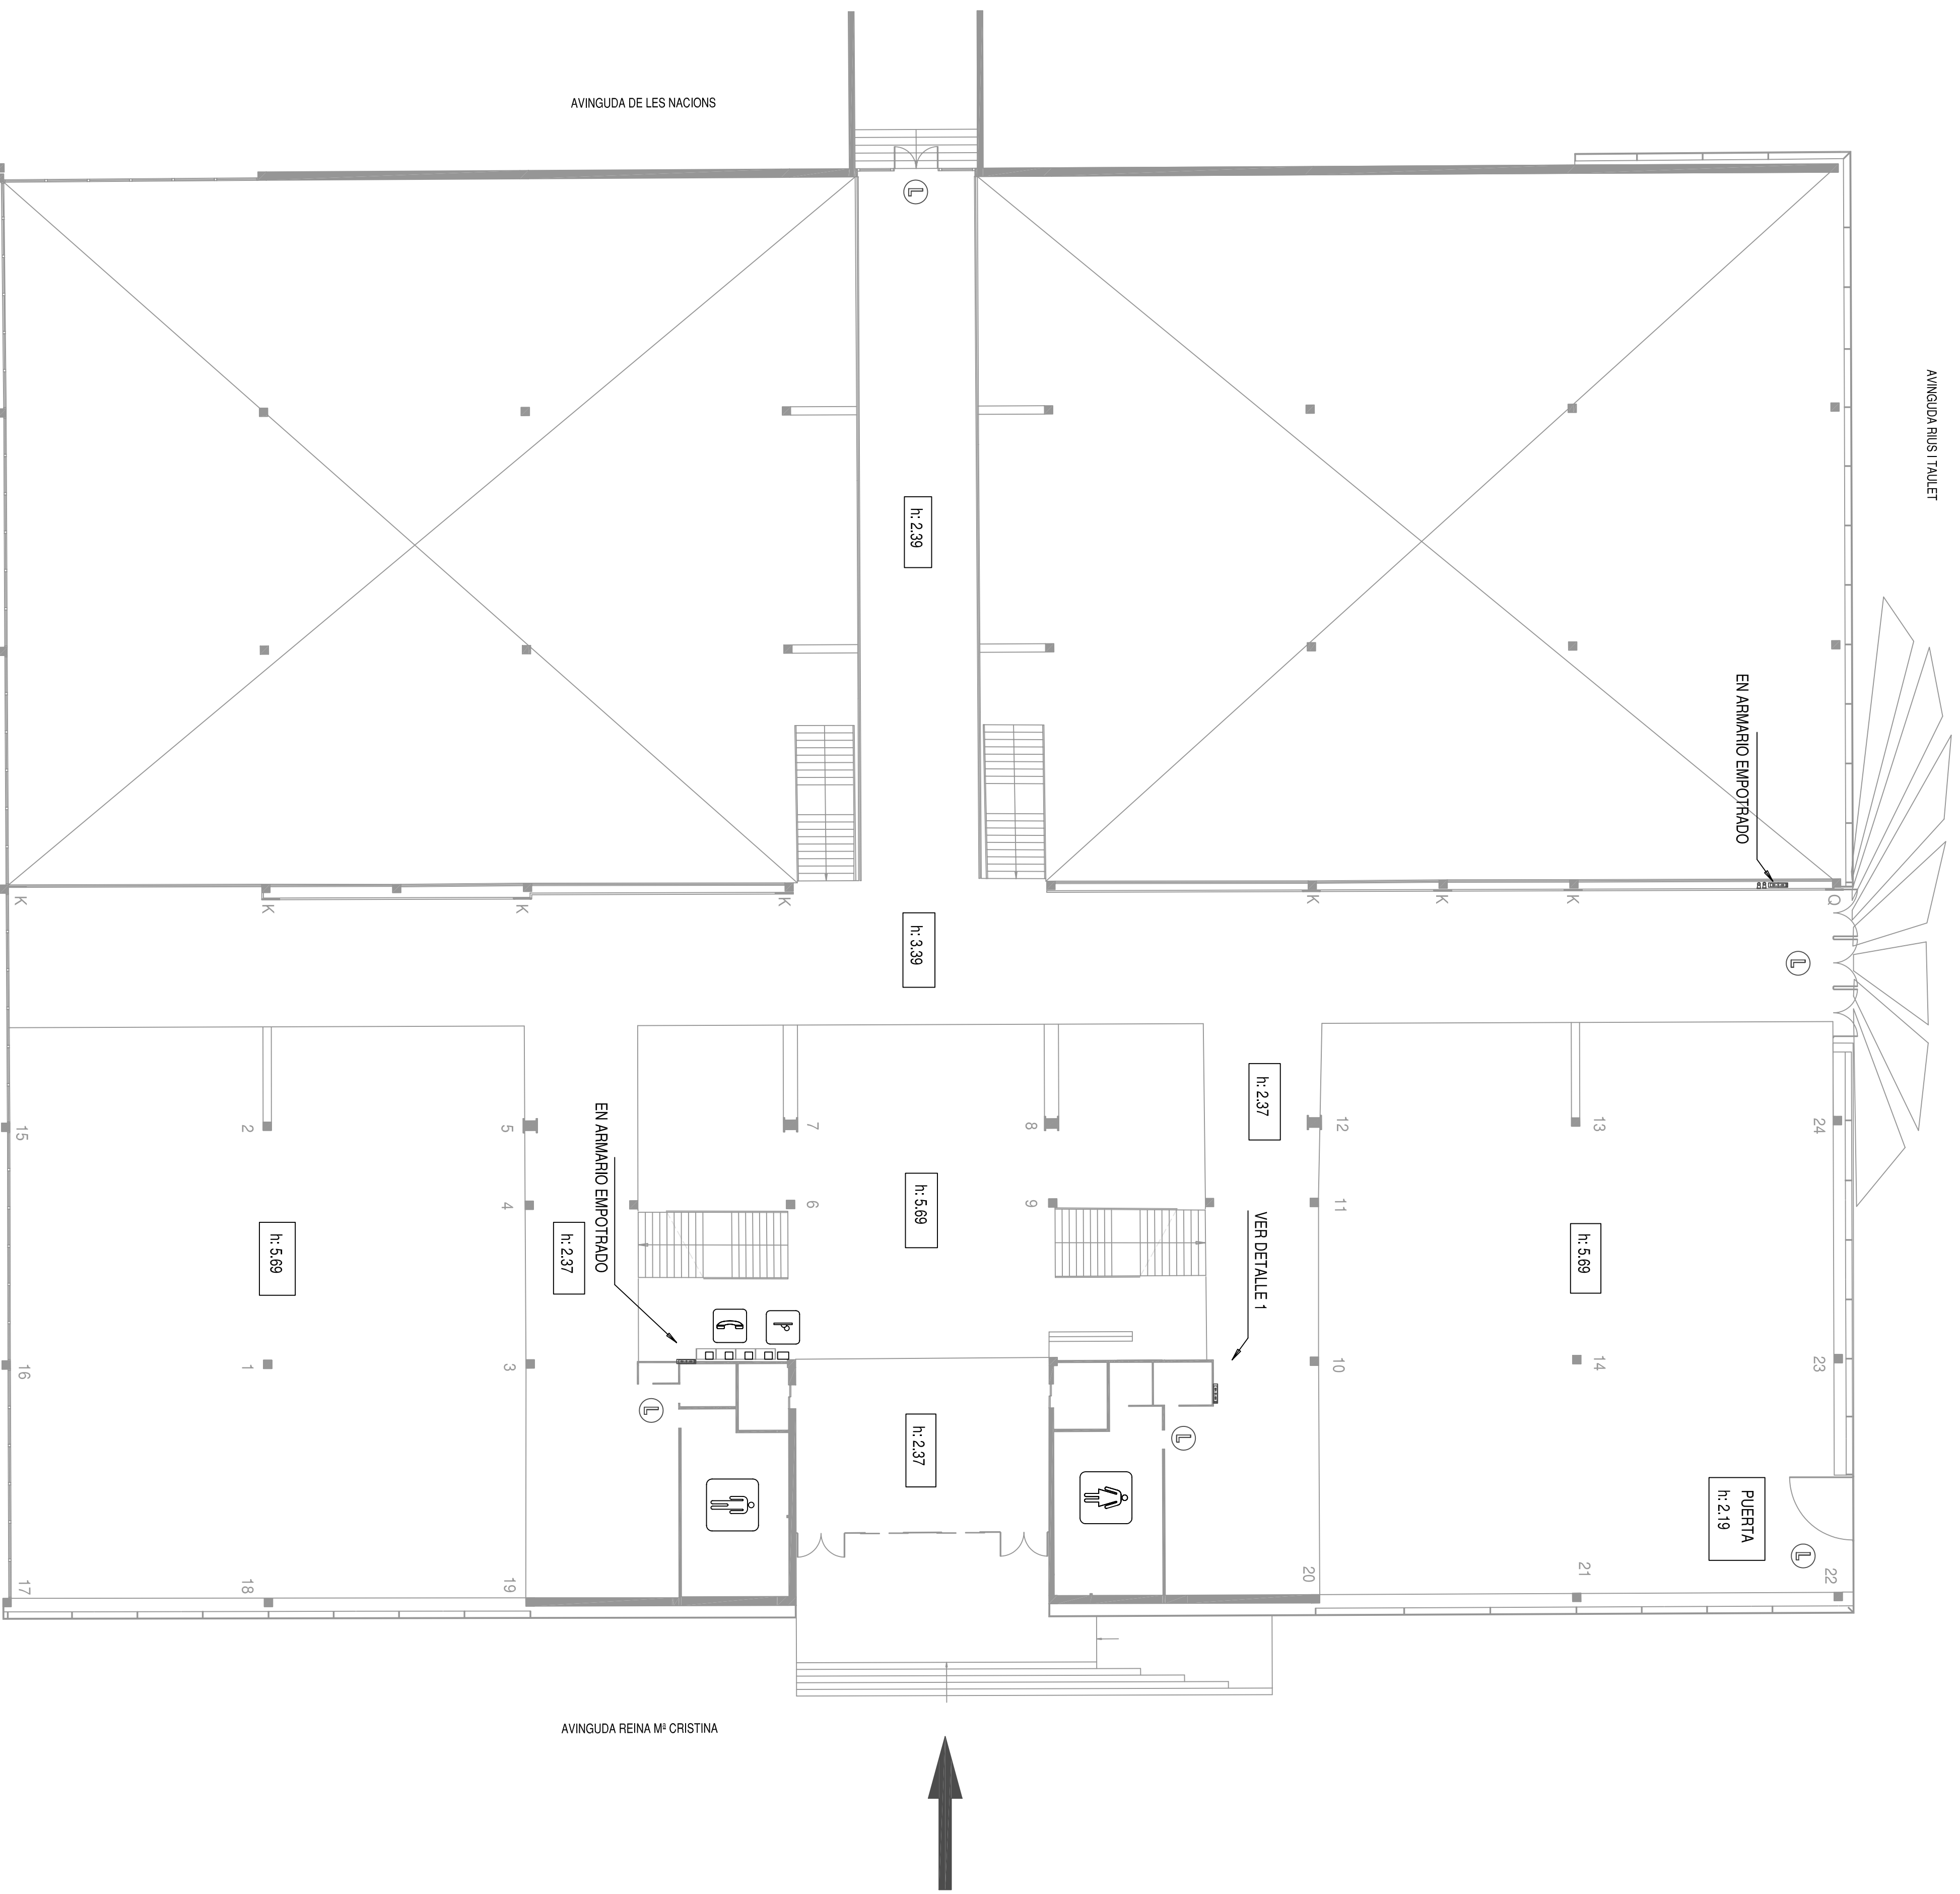 AVINGUDA DE LES NACIONS
L
AVINGUDA RIUS I TAULET
h: 2.39
EN ARMARIO EMPOTRADO
K
K
K
K
K
K
K
Q
h: 3.39
L
h: 2.37
15
2
5
7
8
12
13
24
EN ARMARIO EMPOTRADO
h: 5.69
4
6
9
11
h: 5.69
h: 2.37
VER DETALLE 1
h: 5.69
16
1
3
10
14
23
L
L
h: 2.37
PUERTA
h: 2.19
L
17
18
19
20
21
22
AVINGUDA REINA Mª CRISTINA